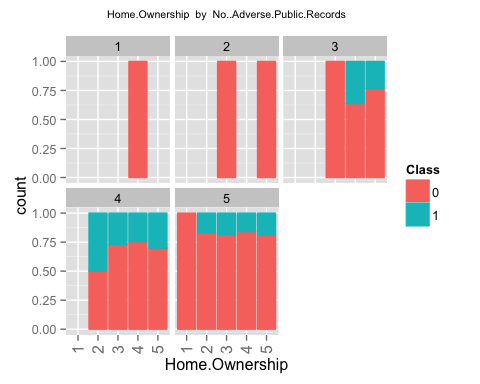 Home.Ownership by No..Adverse.Public.Records
1 2 3
1.00
0.75
0.50
0.25
0.00
4 5
1.00
0.75
0.50
0.25
0.00
1 2 3 4 5 1 2 3 4 5
Home.Ownership
count
Class
0
1